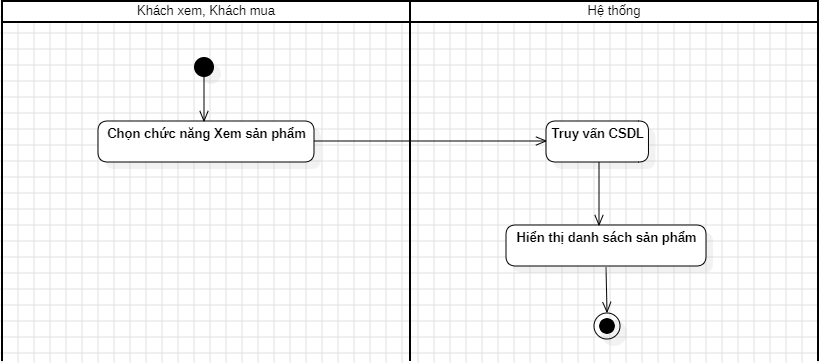 Khách xem, Khách mua
Hệ thống
Chọn chức năng Xem sản phẩm
Truy vấn CSDL
Hiển thị danh sách sản phẩm